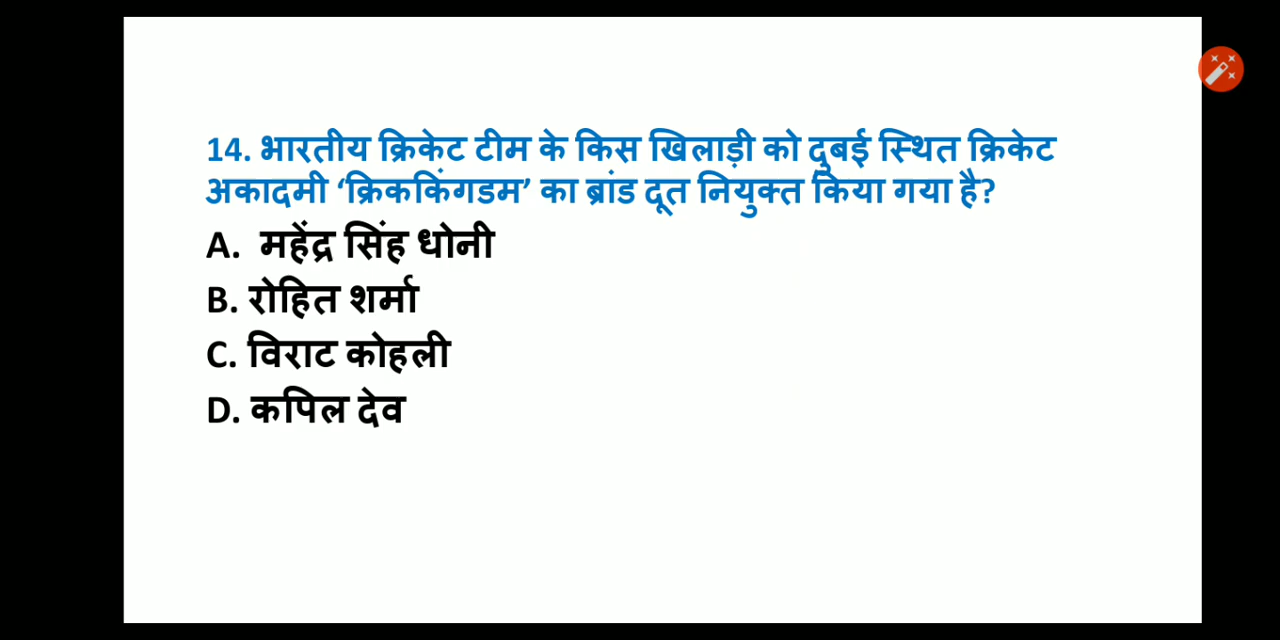 14. भारतीय क्रिकेट टीम के किस खिलाड़ी को दुबई स्थित क्रिकेट
अकादमी ‘क्रिककिंगडम’ का ब्रांड दूत नियुक्त किया गया है?
A. महेंद्र सिंह धोनी
B. रोहित शर्मा
C. विराट कोहली
D. कपिल देव